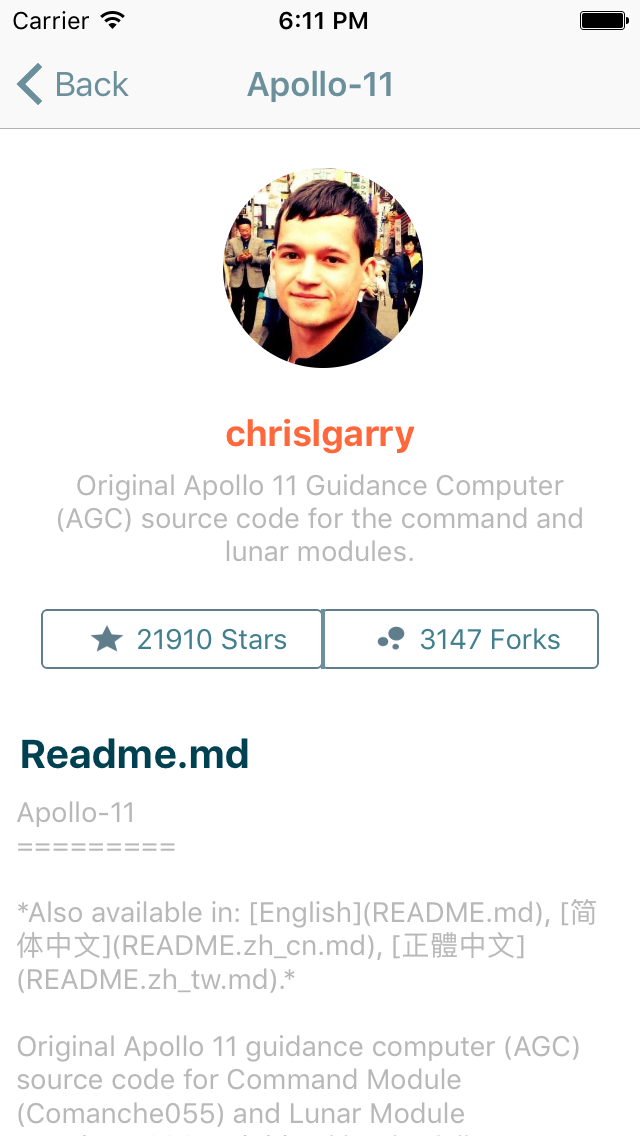 Carrier 6:11 PM
Back Apollo-11
chrislgarry
Original Apollo 11 Guidance Computer
(AGC) source code for the command and
lunar modules.
21910 Stars 3147 Forks
Readme.md
Apollo-11
=========
*Also available in: [English](README.md), [简
体中文](README.zh_cn.md), [正體中文]
(README.zh_tw.md).*
Original Apollo 11 guidance computer (AGC)
source code for Command Module
(Comanche055) and Lunar Module